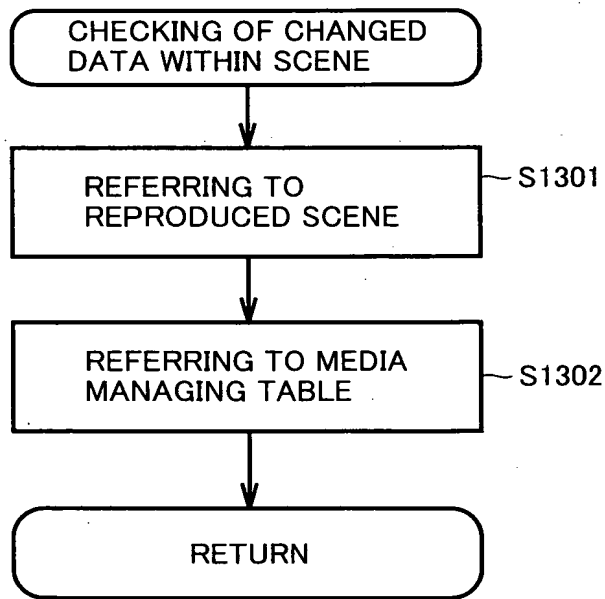 CHECKING OF CHANGED
DATA WITHIN SCENE
REFERRING TO
REPRODUCED SCENE
S1301
REFERRING TO MEDIA
MANAGING TABLE
S1302
RETURN